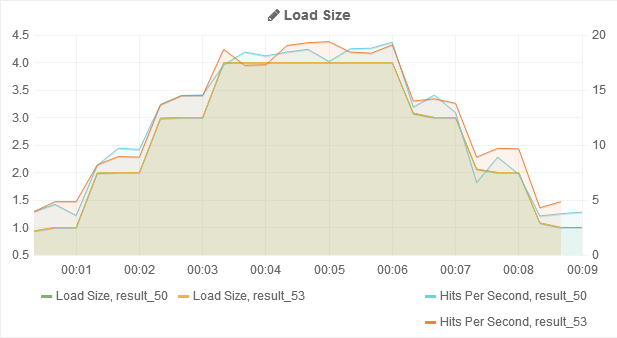 Load Size
4.5 20
4.0
3.5 15
3.0
2.5 10
2.0
1.5 5
1.0
0.5 0
00:01 00:02 00:03 00:04 00:05 00:06 00:07 00:08 00:09
Load Size, result_50 Load Size, result_53 Hits Per Second, result_50
Hits Per Second, result_53